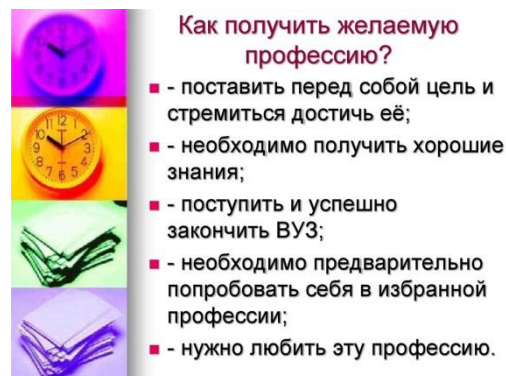 Как получить желаемую
профессию?
- поставить перед собой цель и
стремиться достичь её;
- необходимо получить хорошие
знания;
- поступить и успешно
закончить ВУЗ;
- необходимо предварительно
попробовать себя в избранной
профессии;
- нужно любить эту профессию.